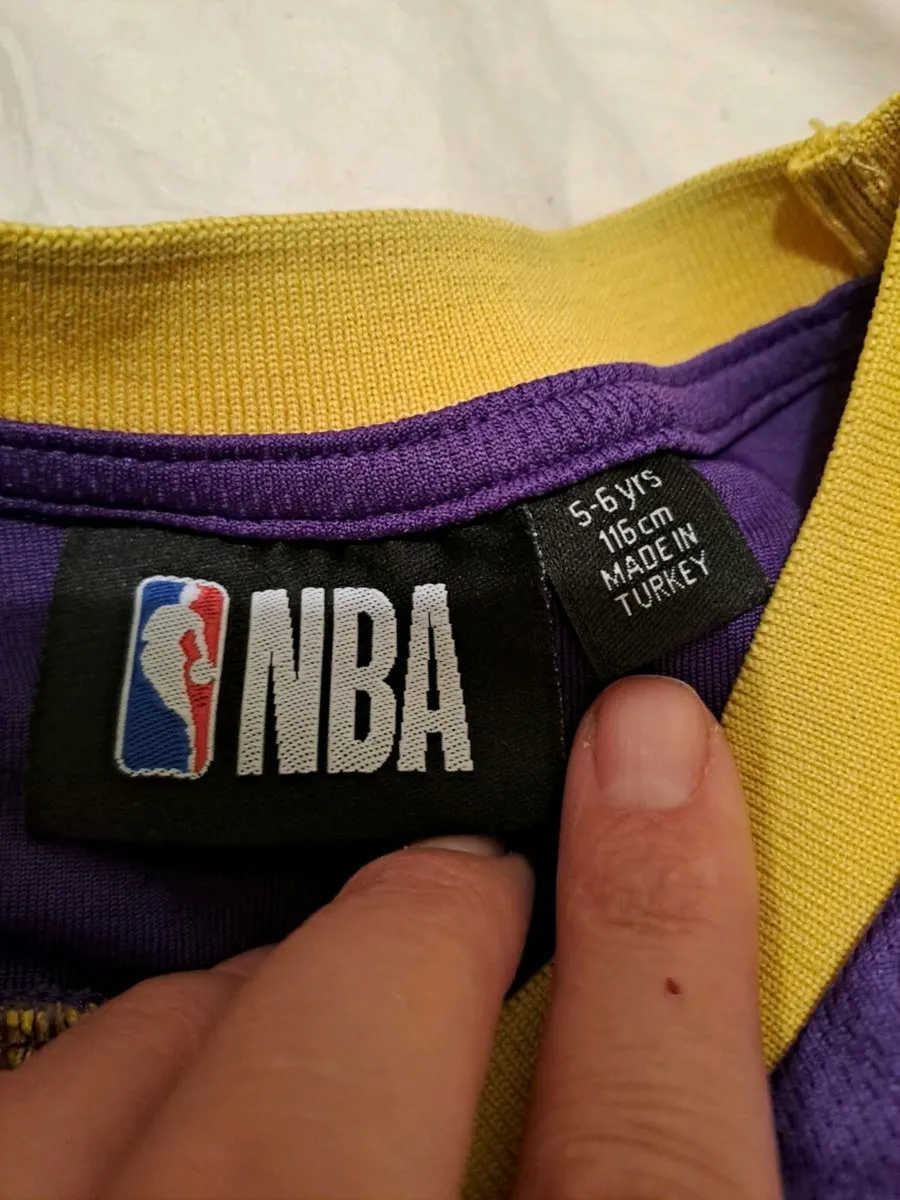 NBA
5-6 yrs
116 cm
MADE IN
TURKEY